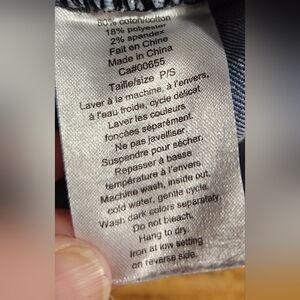 80% coton/cotton
18% polyester
2% spandex
Fait en China
Made in China
Ca#00655
Taille/size P/S
Laver à la machine, à l'envers,
à l'eau froide, cycle délicat.
Laver les couleurs
foncées séparément.
Ne pas javelliser.
Suspendre pour sécher.
Repasser à basse
température à l'envers.
Machine wash, inside out,
cold water, gentle cycle.
Wash dark colors separately.
Do not bleach.
Hang to dry.
Iron at low setting
on reverse side.